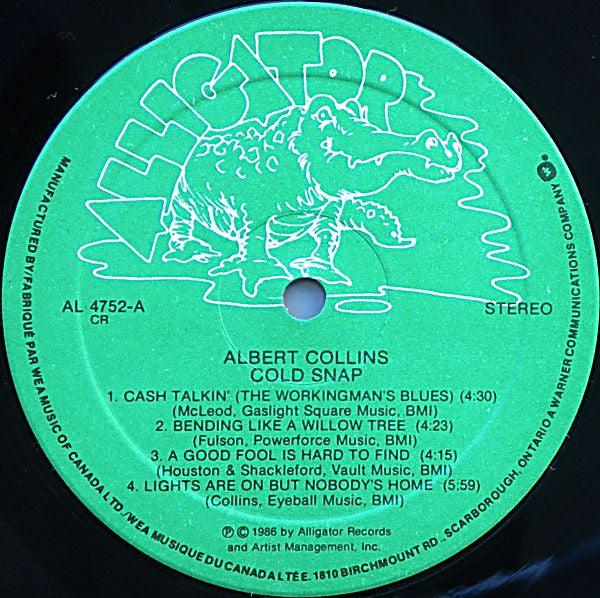 ALLIGATOR
AL 4752-A
CR
STEREO
ALBERT COLLINS
COLD SNAP
1. CASH TALKIN' (THE WORKINGMAN'S BLUES) (4:30)
(McLeod, Gaslight Square Music, BMI)
2. BENDING LIKE A WILLOW TREE (4:23)
(Fulson, Powerforce Music, BMI)
3. A GOOD FOOL IS HARD TO FIND (4:15)
(Houston & Shackleford, Vault Music, BMI)
4. LIGHTS ARE ON BUT NOBODY'S HOME (5:59)
(Collins, Eyeball Music, BMI)
℗ © 1986 by Alligator Records
and Artist Management, Inc.
MANUFACTURED BY/FABRIQUÉ PAR WEA MUSIC OF CANADA LTD./WEA MUSIQUE DU CANADA LTÉE. 1810 BIRCHMOUNT RD., SCARBOROUGH, ONTARIO A WARNER COMMUNICATIONS COMPANY